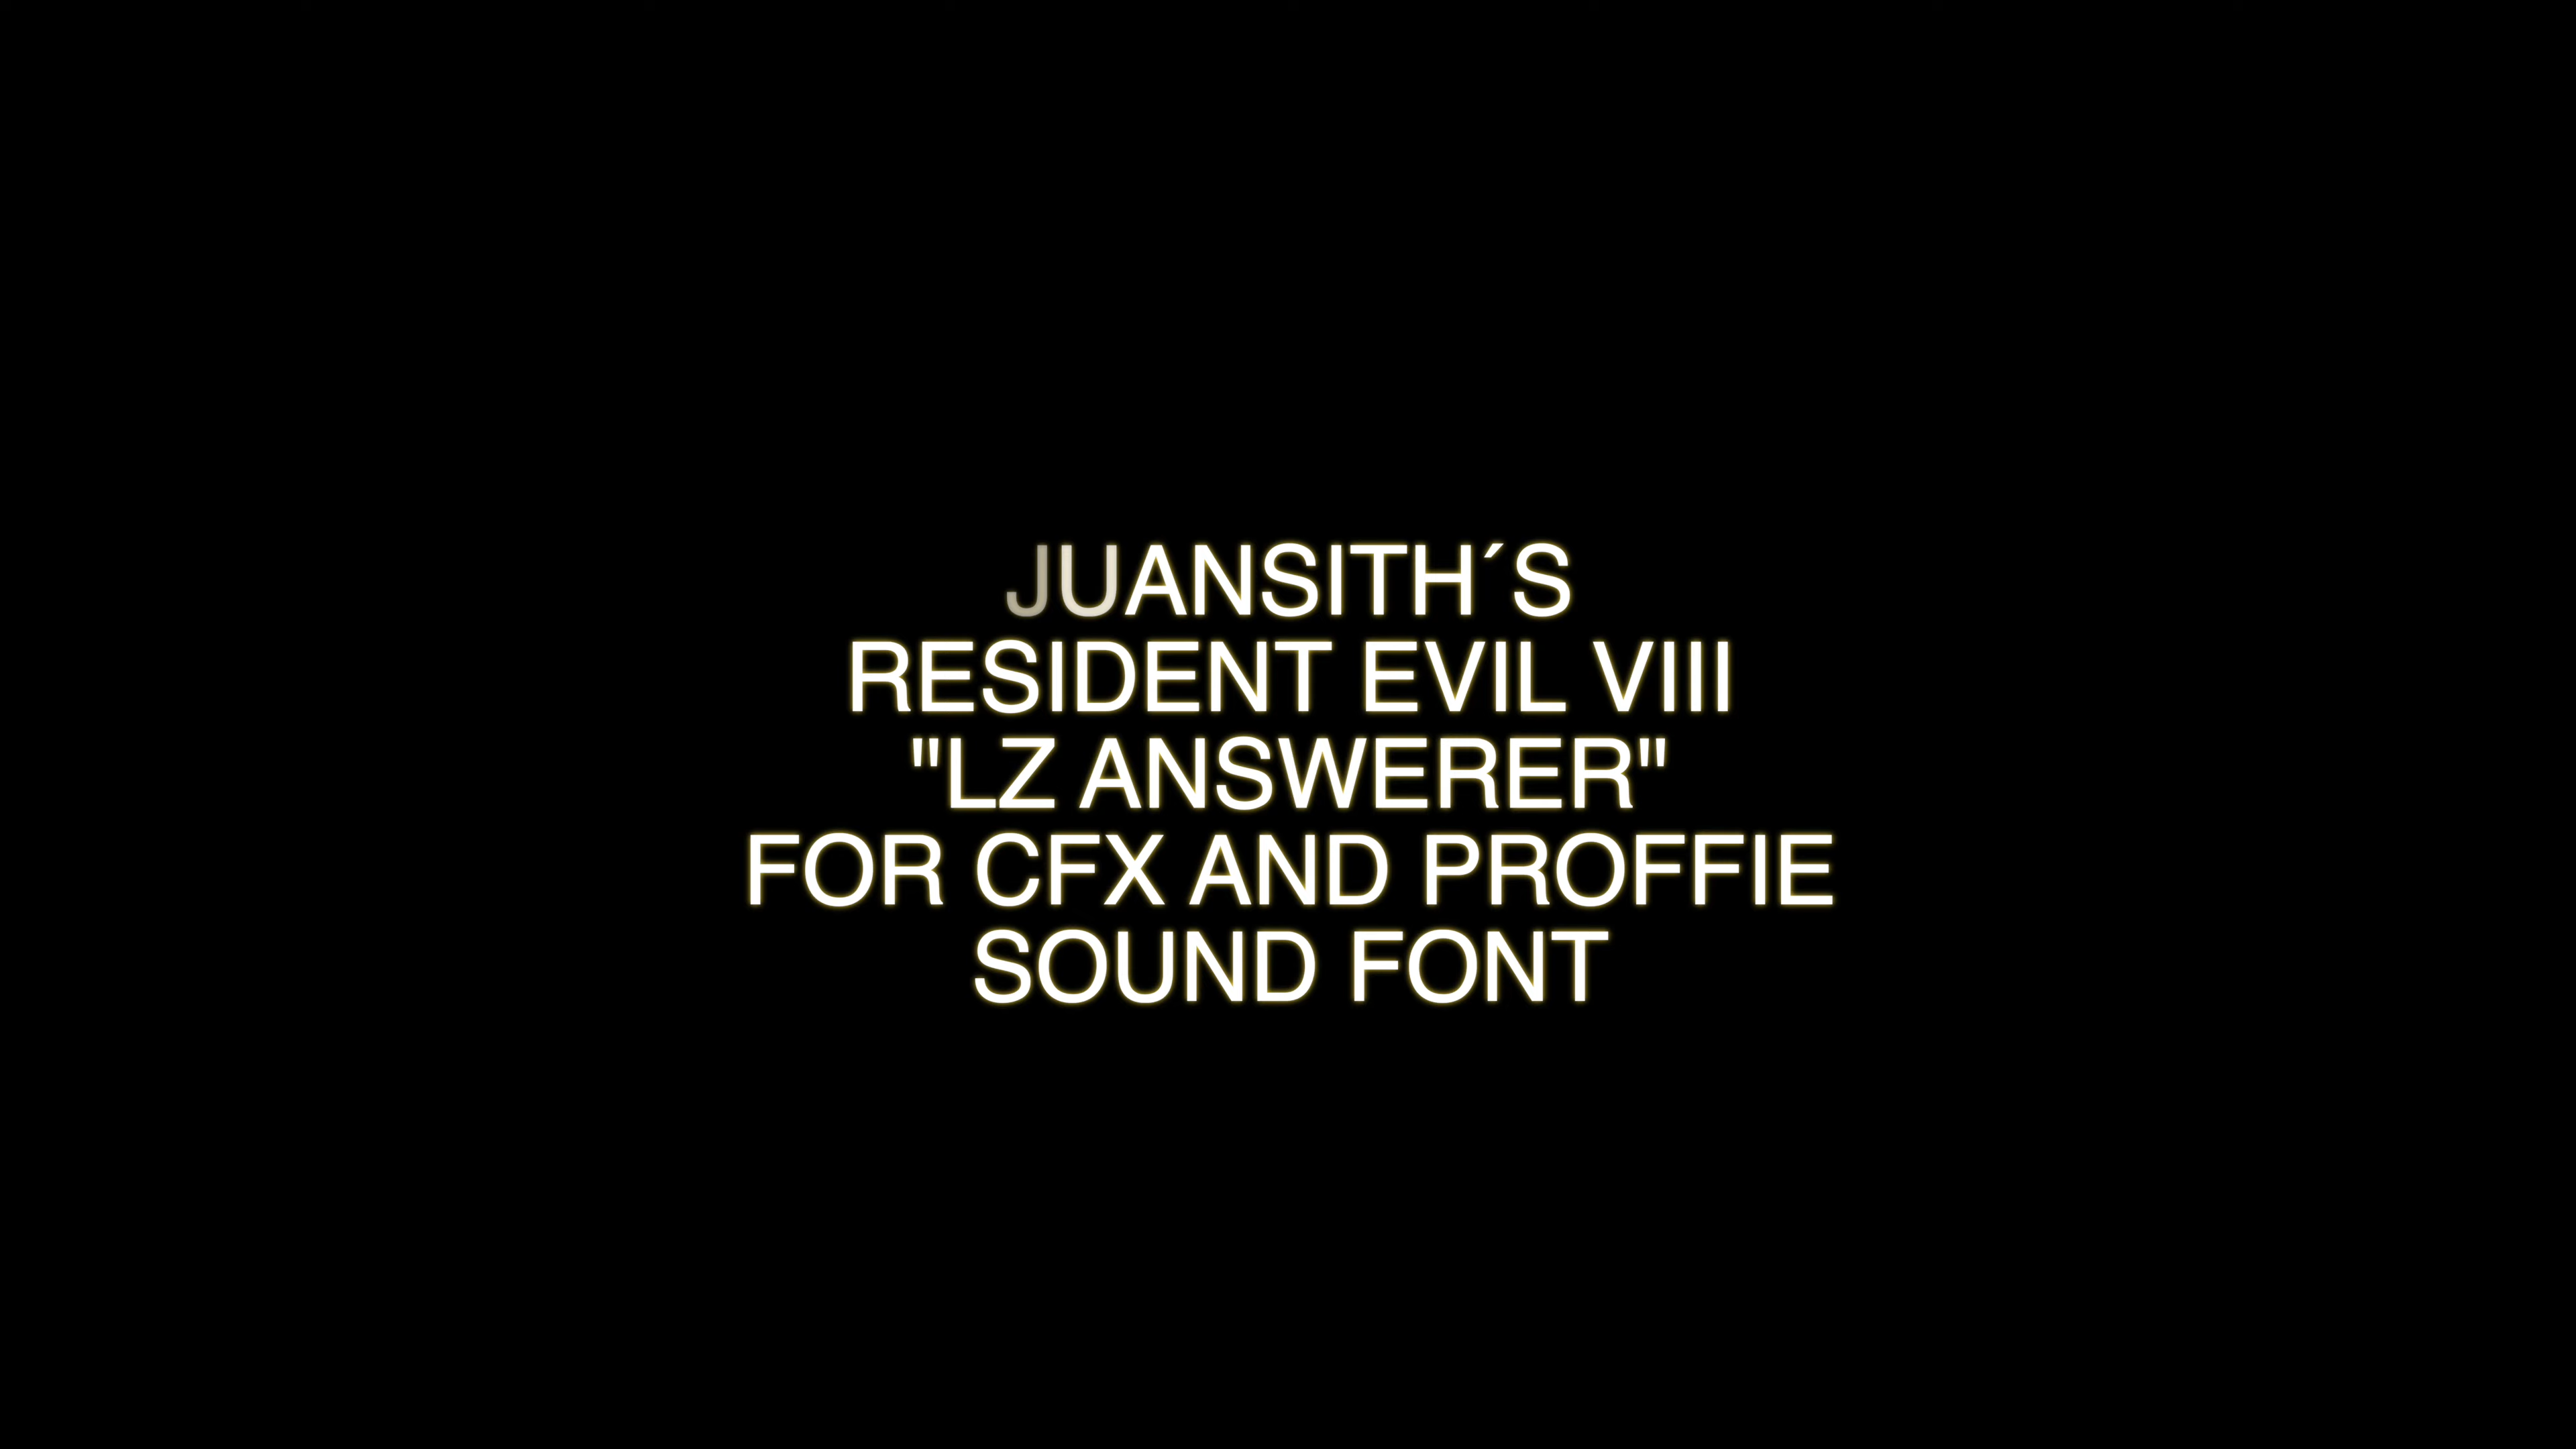 JUANSITH´S
RESIDENT EVIL VIII
"LZ ANSWERER"
FOR CFX AND PROFFIE
SOUND FONT